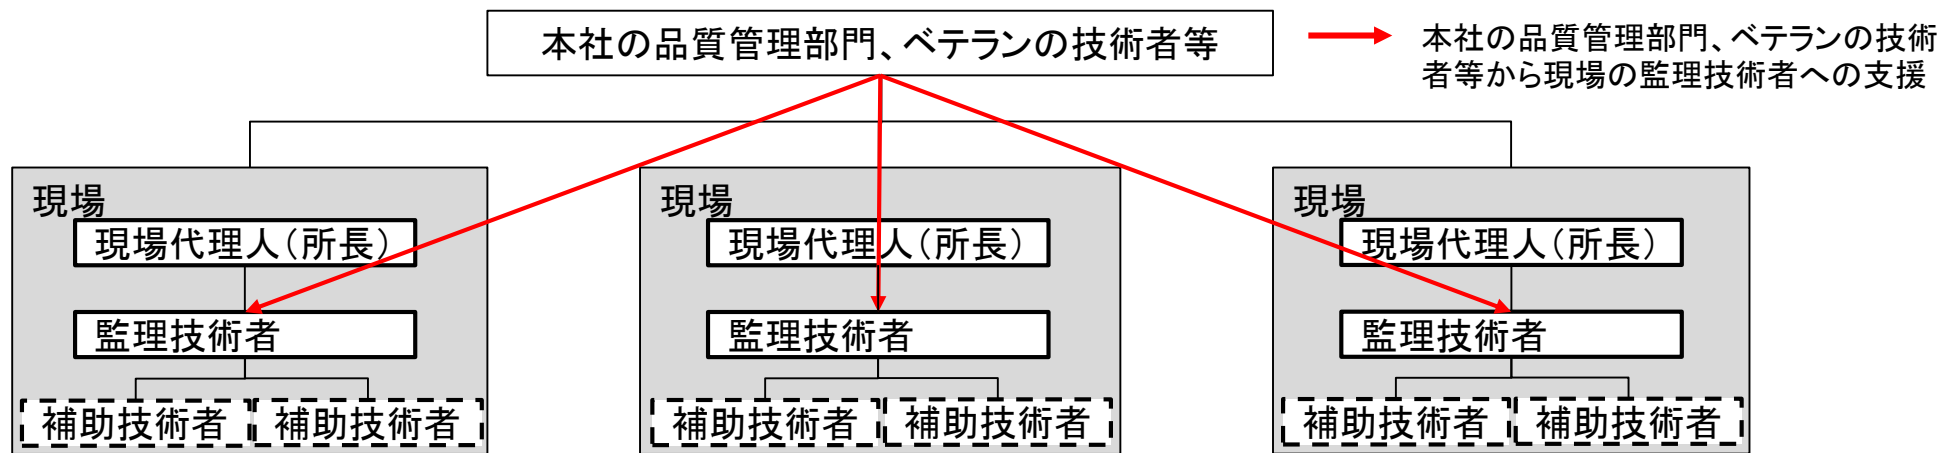 本社の品質管理部門、ベテランの技術者等
本社の品質管理部門、ベテランの技術
者等から現場の監理技術者への支援
現場
現場代理人（所長）
監理技術者
補助技術者
補助技術者
現場
現場代理人（所長）
監理技術者
補助技術者
補助技術者
現場
現場代理人（所長）
監理技術者
補助技術者
補助技術者